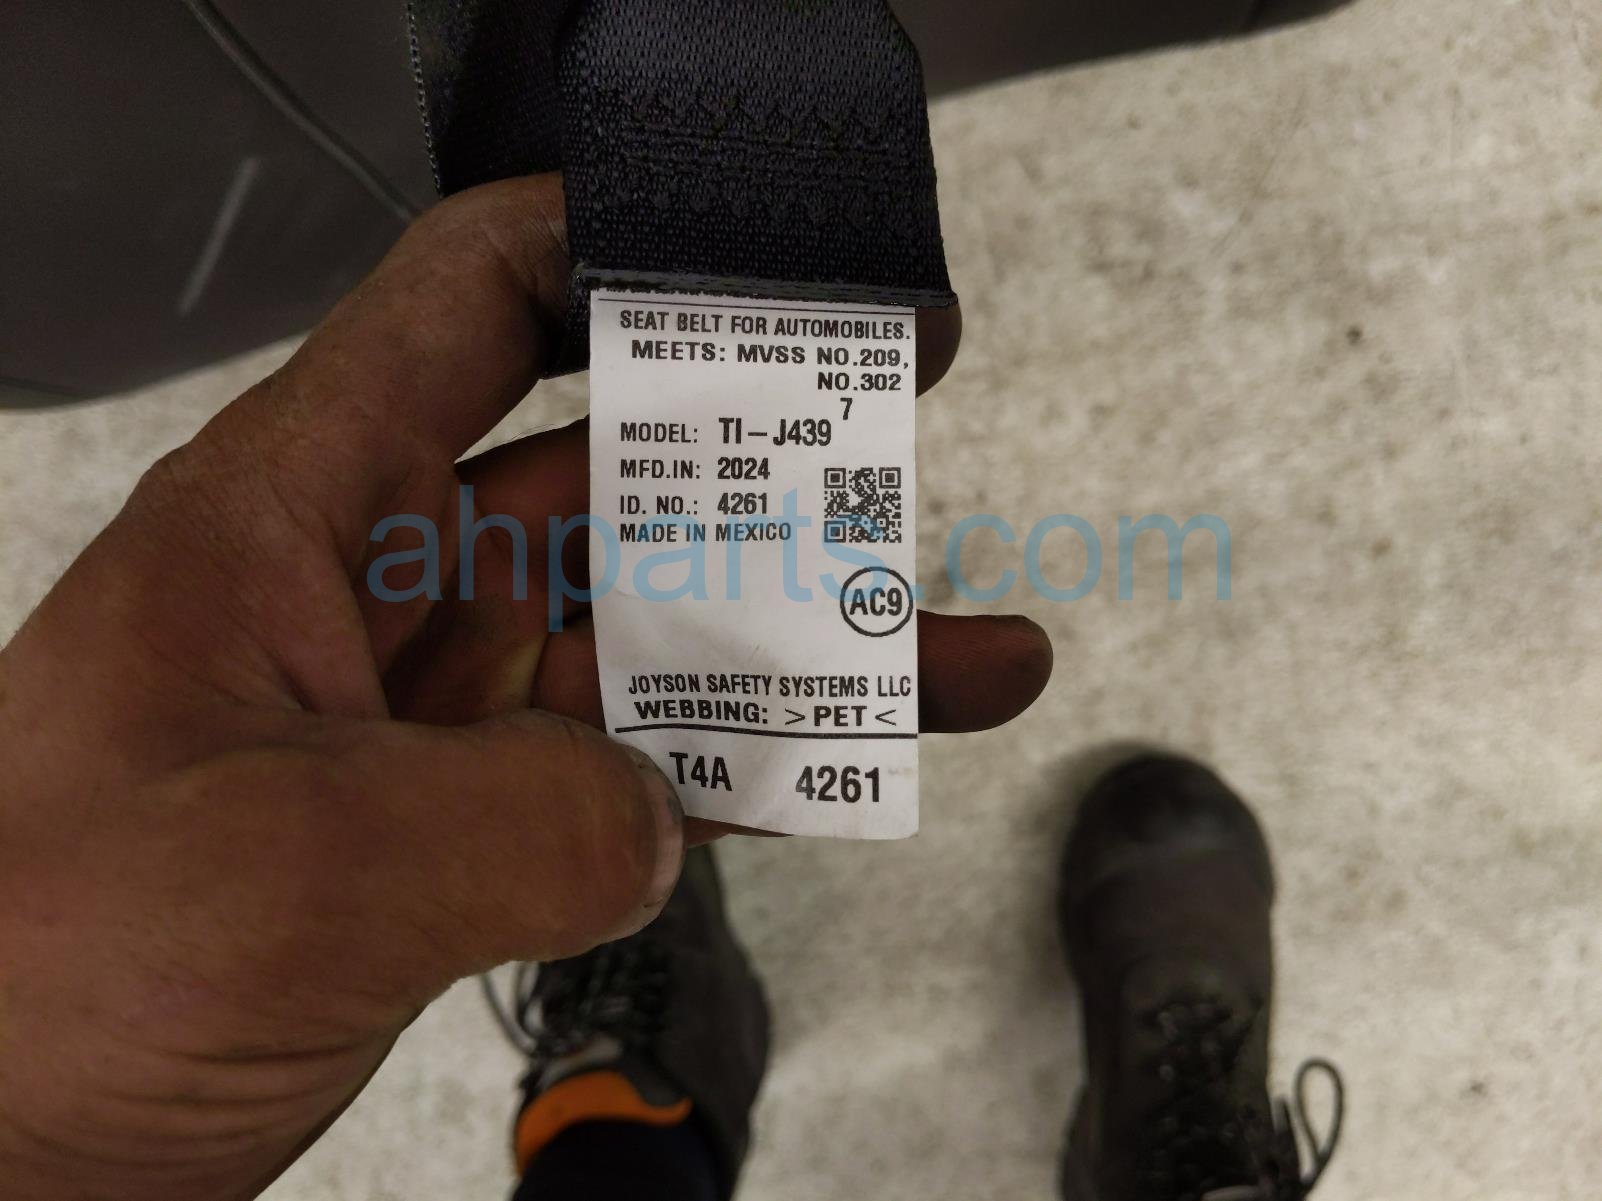 SEAT BELT FOR AUTOMOBILES.
MEETS: MVSS NO.209,
NO.302
7
MODEL: TI-J439
MFD.IN: 2024
ID. NO.: 4261
MADE IN MEXICO
ahparts.com
AC9
JOYSON SAFETY SYSTEMS LLC
WEBBING: >PET<
T4A 4261